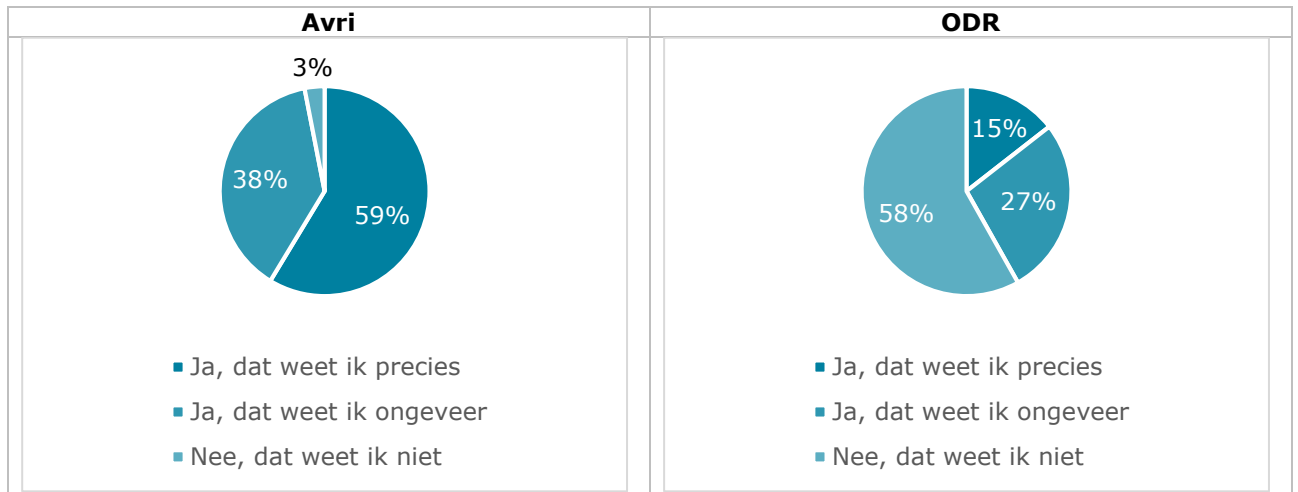 Avri
3%
38%
59%
Ja, dat weet ik precies
Ja, dat weet ik ongeveer
Nee, dat weet ik niet
ODR
15%
27%
58%
Ja, dat weet ik precies
Ja, dat weet ik ongeveer
Nee, dat weet ik niet